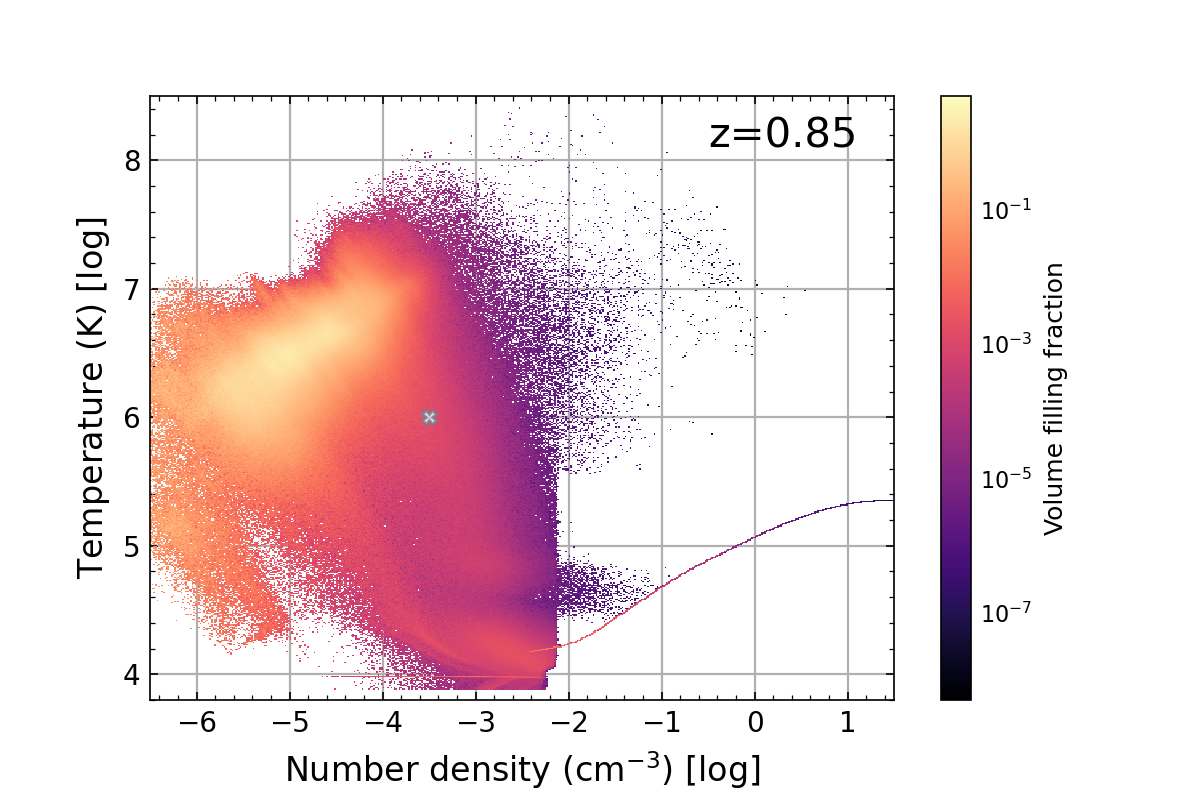 z=0.85
8
7
6
5
4
Temperature (K) [log]
−6 −5 −4 −3 −2 −1 0 1
Number density (cm⁻³) [log]
10⁻¹
10⁻³
10⁻⁵
10⁻⁷
Volume filling fraction